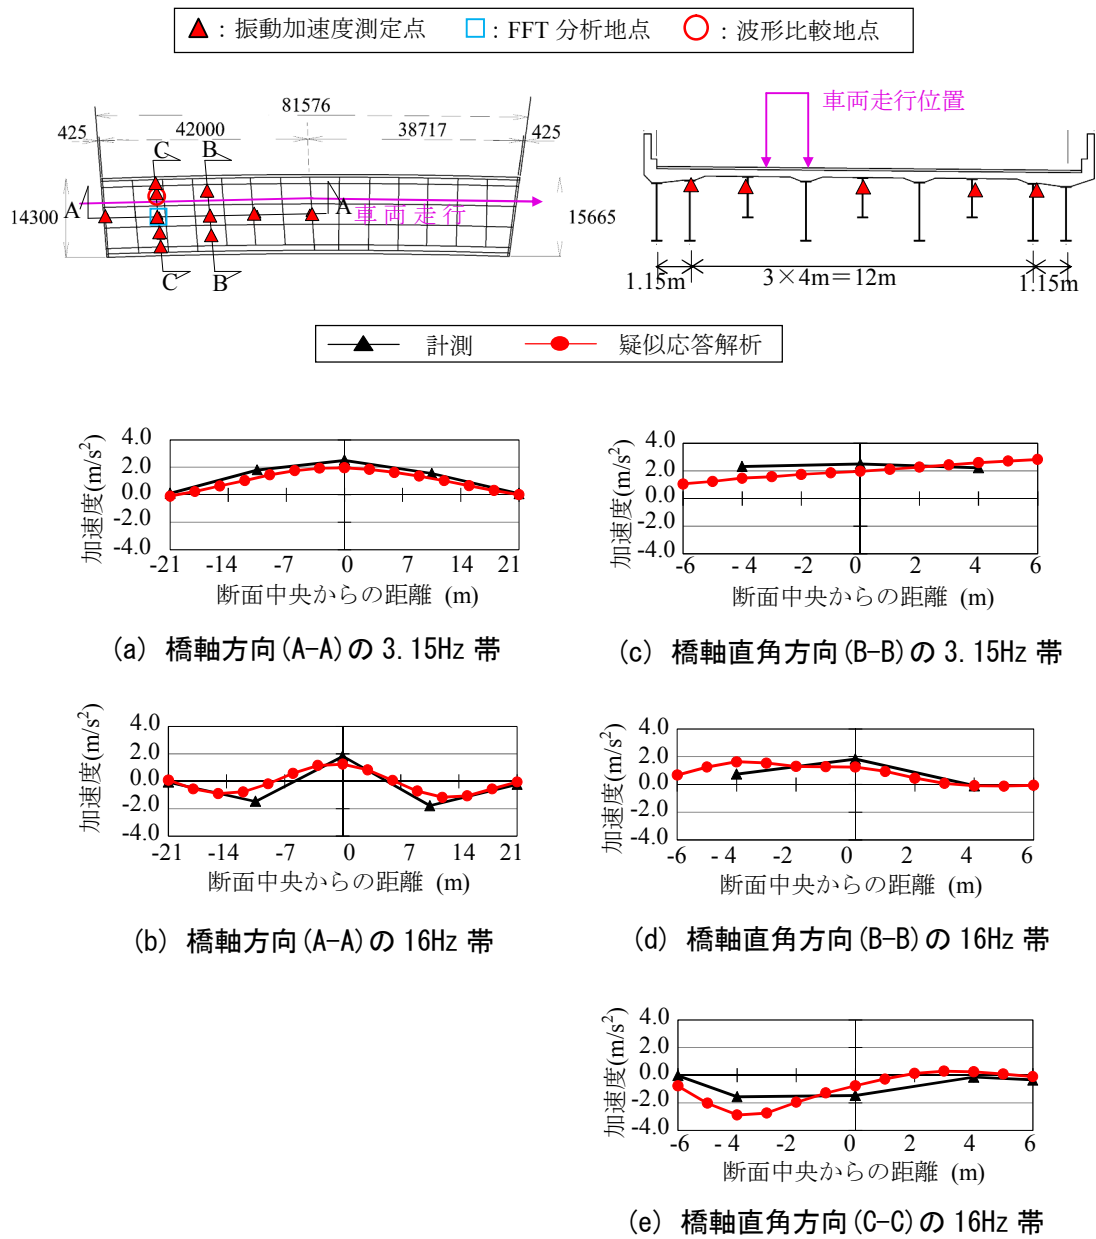 ：振動加速度測定点 ：FFT 分析地点 ：波形比較地点
81576
425 42000 38717 425
C B
A A
14300 車両走行 15665
C B
車両走行位置
1.15m 3×4m＝12m 1.15m
計測 疑似応答解析
加速度(m/s²)
4.0
2.0
0.0
-2.0
-4.0
-21 -14 -7 0 7 14 21
断面中央からの距離 (m)
(a) 橋軸方向(A-A)の 3.15Hz 帯
加速度(m/s²)
4.0
2.0
0.0
-2.0
-4.0
-6 -4 -2 0 2 4 6
断面中央からの距離 (m)
(c) 橋軸直角方向(B-B)の 3.15Hz 帯
加速度(m/s²)
4.0
2.0
0.0
-2.0
-4.0
-21 -14 -7 0 7 14 21
断面中央からの距離 (m)
(b) 橋軸方向(A-A)の 16Hz 帯
加速度(m/s²)
4.0
2.0
0.0
-2.0
-4.0
-6 -4 -2 0 2 4 6
断面中央からの距離 (m)
(d) 橋軸直角方向(B-B)の 16Hz 帯
加速度(m/s²)
4.0
2.0
0.0
-2.0
-4.0
-6 -4 -2 0 2 4 6
断面中央からの距離 (m)
(e) 橋軸直角方向(C-C)の 16Hz 帯